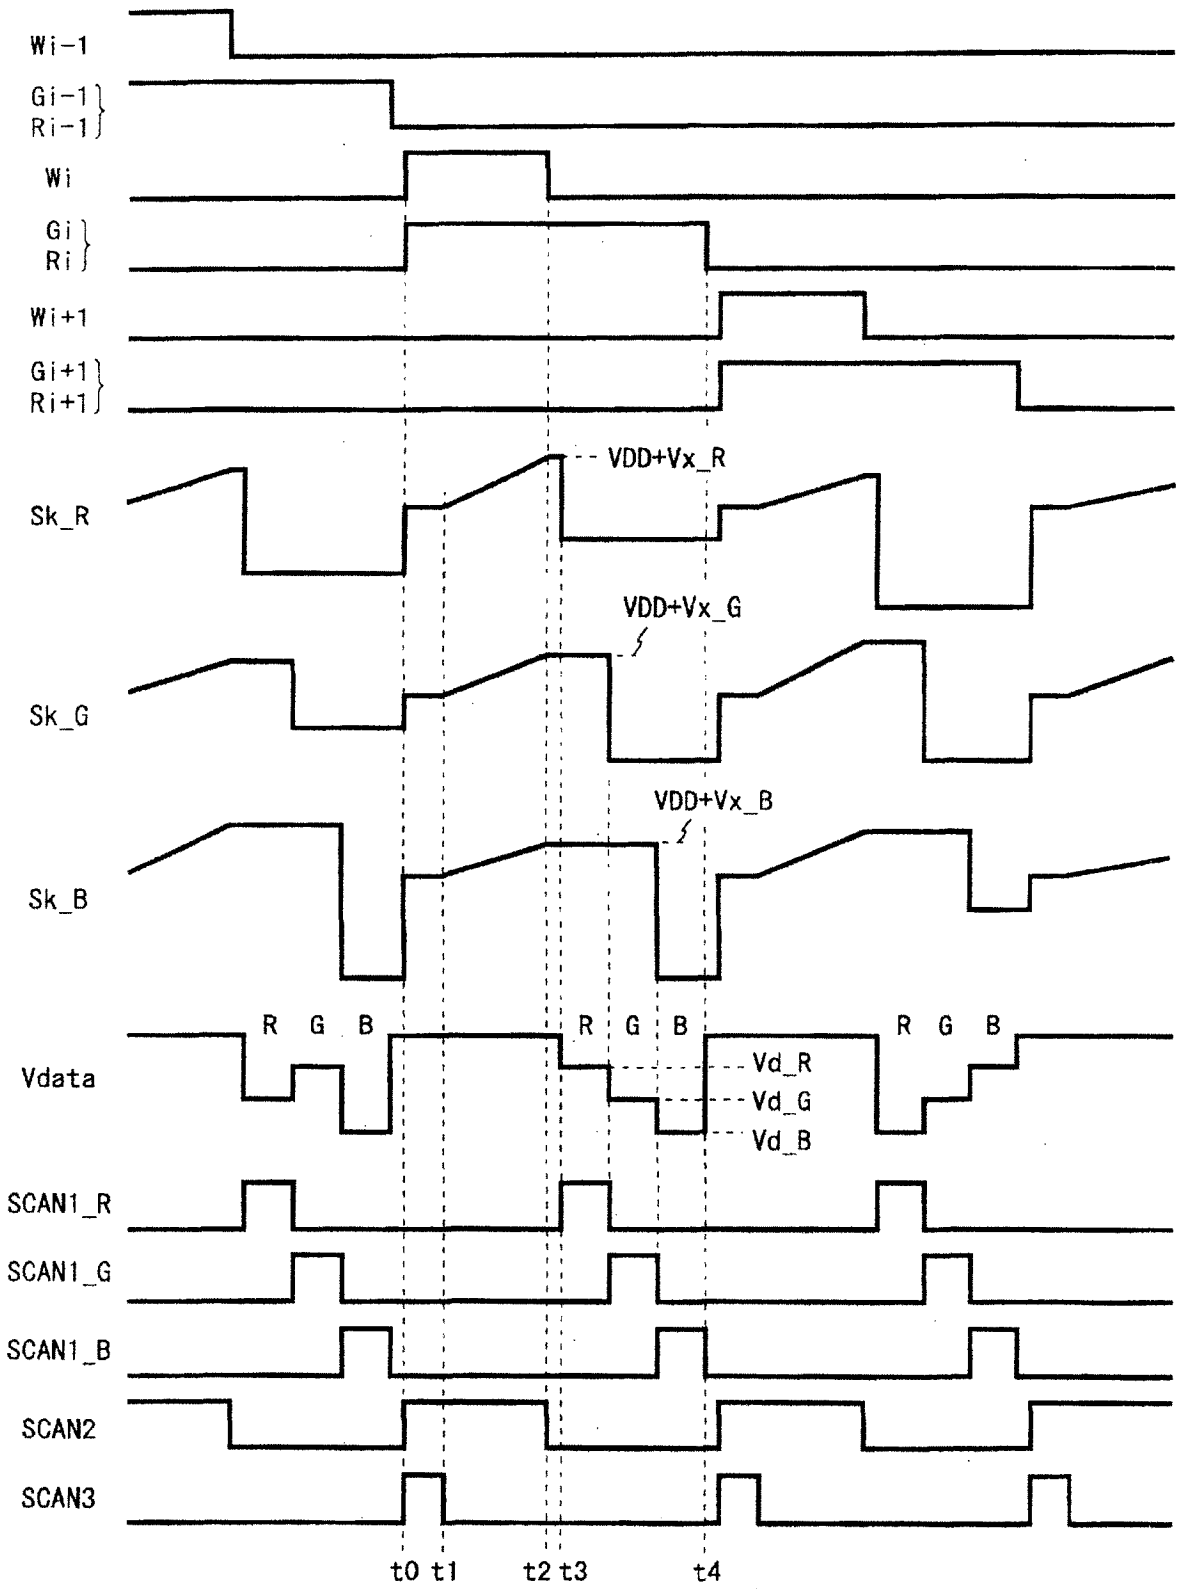 Wi-1
Gi-1
Ri-1
Wi
Gi
Ri
Wi+1
Gi+1
Ri+1
VDD+Vx_R
Sk_R
VDD+Vx_G
Sk_G
VDD+Vx_B
Sk_B
R G B R G B R G B
Vdata
Vd_R
Vd_G
Vd_B
SCAN1_R
SCAN1_G
SCAN1_B
SCAN2
SCAN3
t0 t1 t2 t3 t4